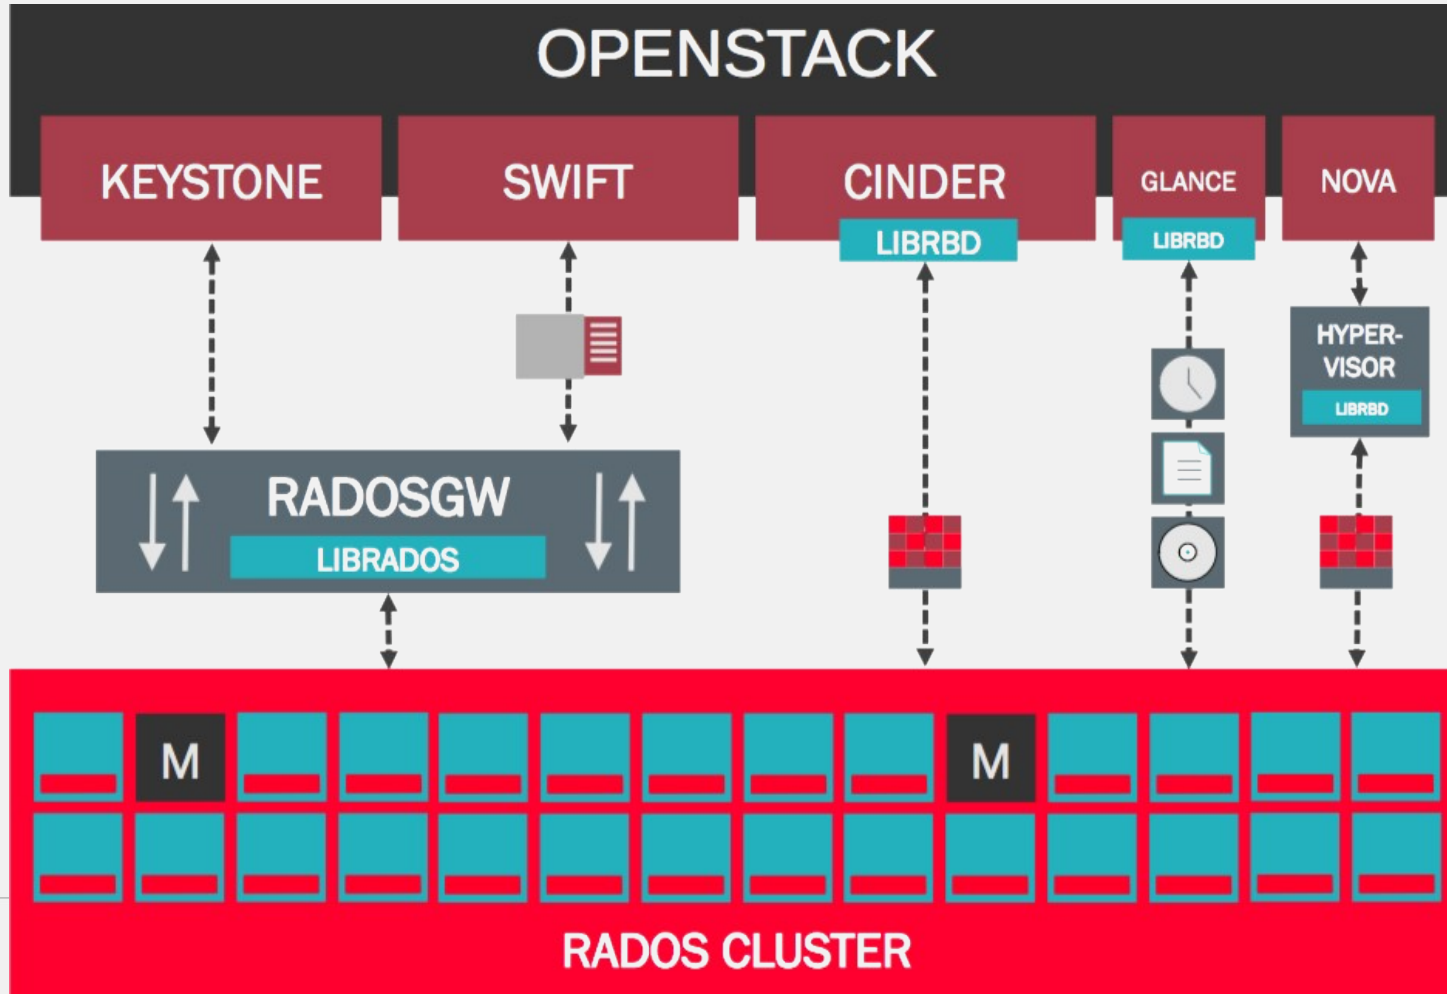 OPENSTACK
KEYSTONE
SWIFT
CINDER
GLANCE
NOVA
LIBRBD
LIBRBD
HYPER-
VISOR
LIBRBD
RADOSGW
LIBRADOS
M
M
RADOS CLUSTER